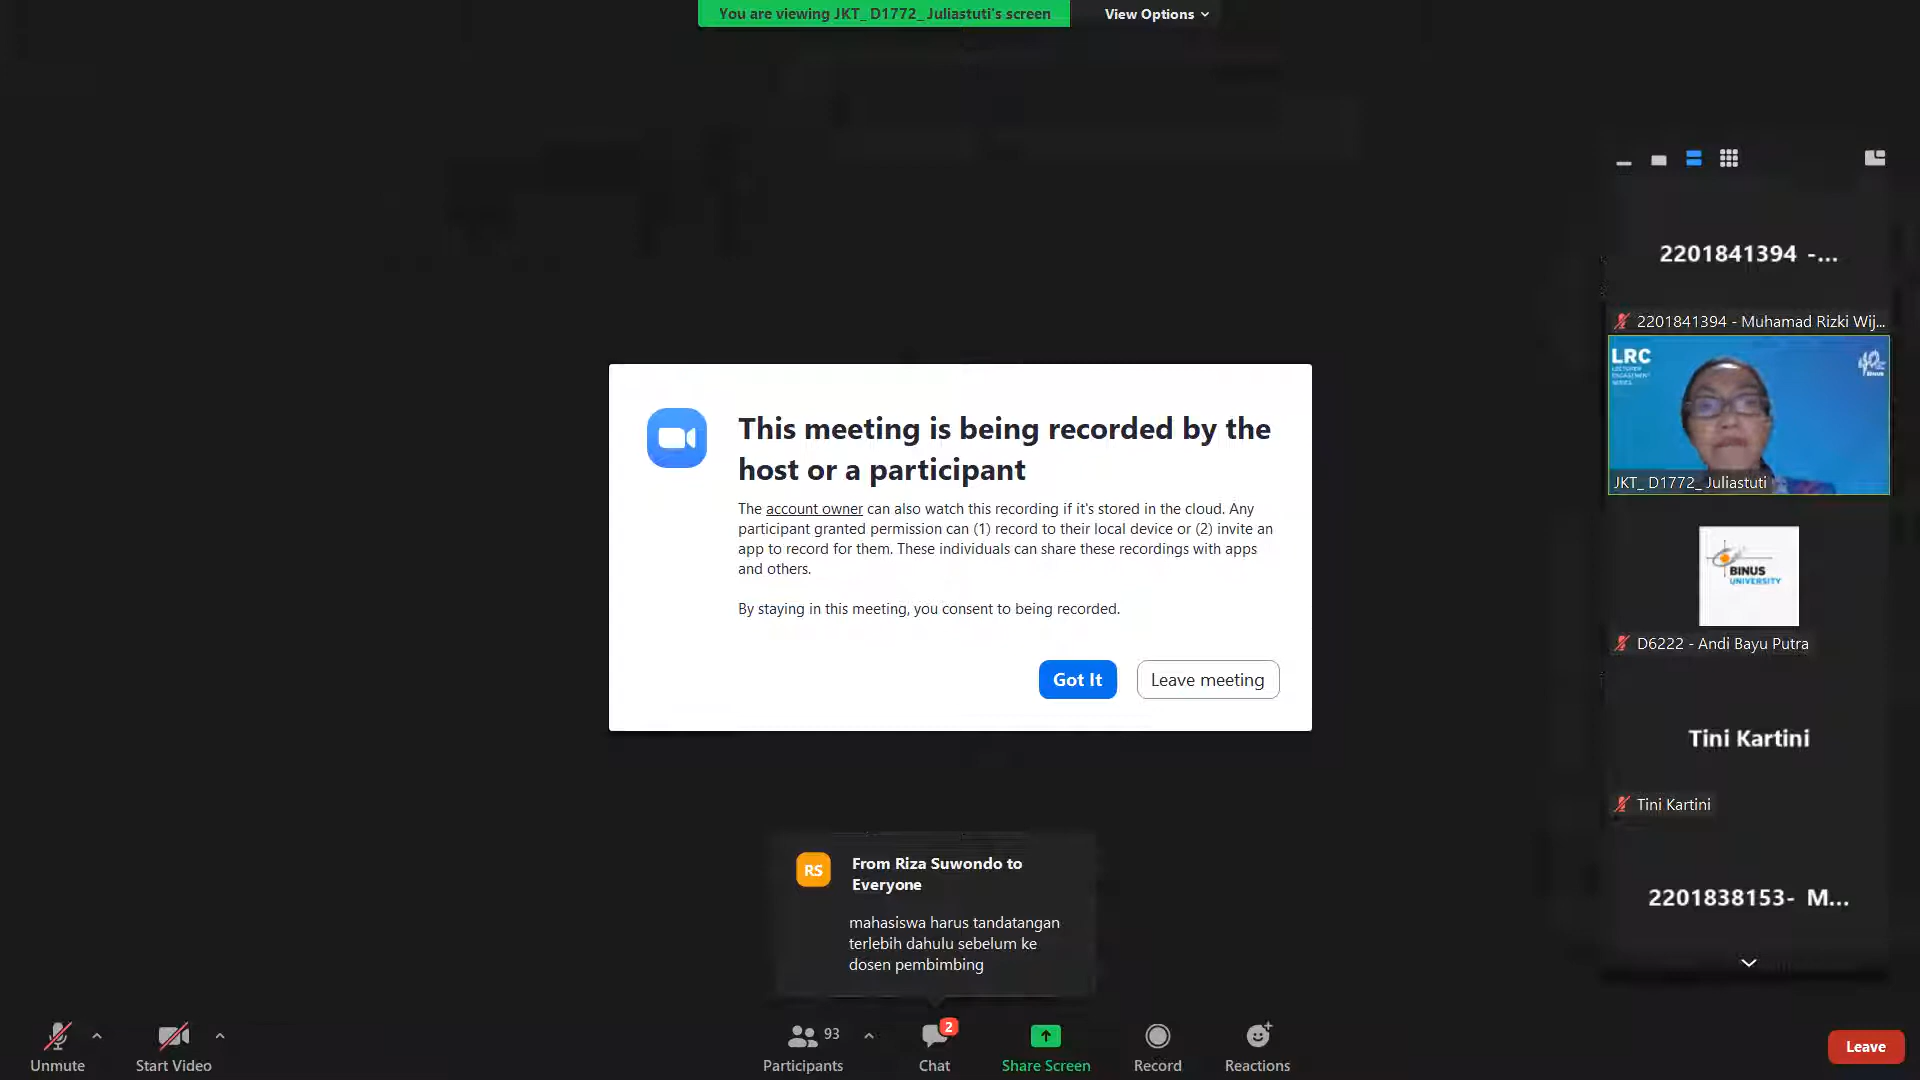 You are viewing JKT_ D1772_ Juliastuti's screen
View Options
2201841394 -...
2201841394 - Muhamad Rizki Wij...
LRC
LECTURER
ENGAGEMENT
SERIES
BINUS
JKT_ D1772_ Juliastuti
This meeting is being recorded by the
host or a participant
The account owner can also watch this recording if it's stored in the cloud. Any
participant granted permission can (1) record to their local device or (2) invite an
app to record for them. These individuals can share these recordings with apps
and others.
By staying in this meeting, you consent to being recorded.
Got It
Leave meeting
BINUS
UNIVERSITY
D6222 - Andi Bayu Putra
Tini Kartini
Tini Kartini
RS
From Riza Suwondo to
Everyone
mahasiswa harus tandatangan
terlebih dahulu sebelum ke
dosen pembimbing
2201838153- M...
Unmute
Start Video
93
Participants
2
Chat
Share Screen
Record
Reactions
Leave